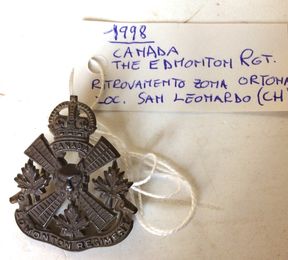 1998
CANADA
THE EDMONTON RGT.
RITROVAMENTO ZONA ORTONA
LOC. SAN LEONARDO (CH
CANADA
EDMONTON REGIMENT